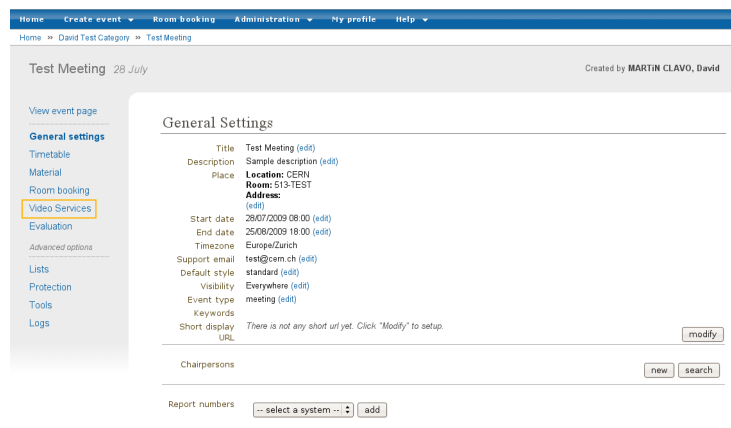 Home Create event Room booking Administration My profile Help
Home » David Test Category » Test Meeting
Test Meeting 28 July
Created by MARTiN CLAVO, David
View event page
General settings
Timetable
Material
Room booking
Video Services
Evaluation
Advanced options
Lists
Protection
Tools
Logs
General Settings
Title Test Meeting (edit)
Description Sample description (edit)
Place Location: CERN
Room: 513-TEST
Address:
(edit)
Start date 28/07/2009 08:00 (edit)
End date 25/08/2009 18:00 (edit)
Timezone Europe/Zurich
Support email test@cern.ch (edit)
Default style standard (edit)
Visibility Everywhere (edit)
Event type meeting (edit)
Keywords
Short display There is not any short url yet. Click "Modify" to setup.
URL
modify
Chairpersons
new search
Report numbers -- select a system -- add